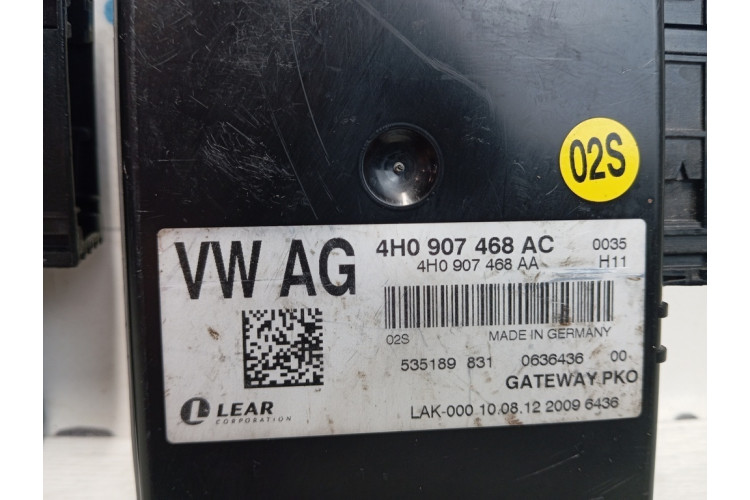 02S
VW AG
4H0 907 468 AC 0035
4H0 907 468 AA H11
02S MADE IN GERMANY
535189 831 0636436 00
GATEWAY PKO
LEAR
CORPORATION
LAK-000 10.08.12 2009 6436